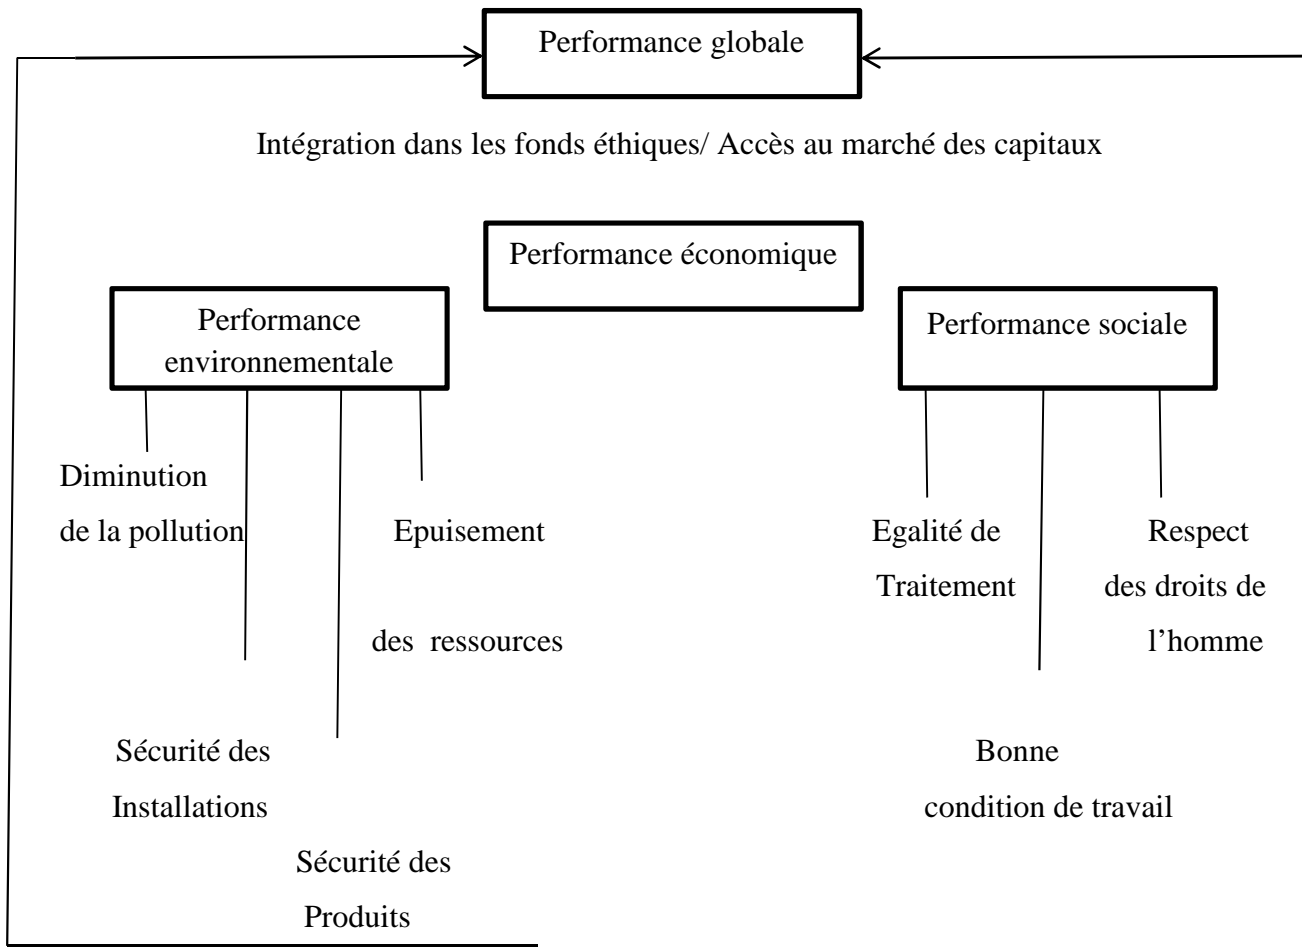 Performance globale
Intégration dans les fonds éthiques/ Accès au marché des capitaux
Performance économique
Performance
environnementale
Performance sociale
Diminution
de la pollution
Epuisement
des ressources
Egalité de
Traitement
Respect
des droits de
l’homme
Sécurité des
Installations
Bonne
condition de travail
Sécurité des
Produits